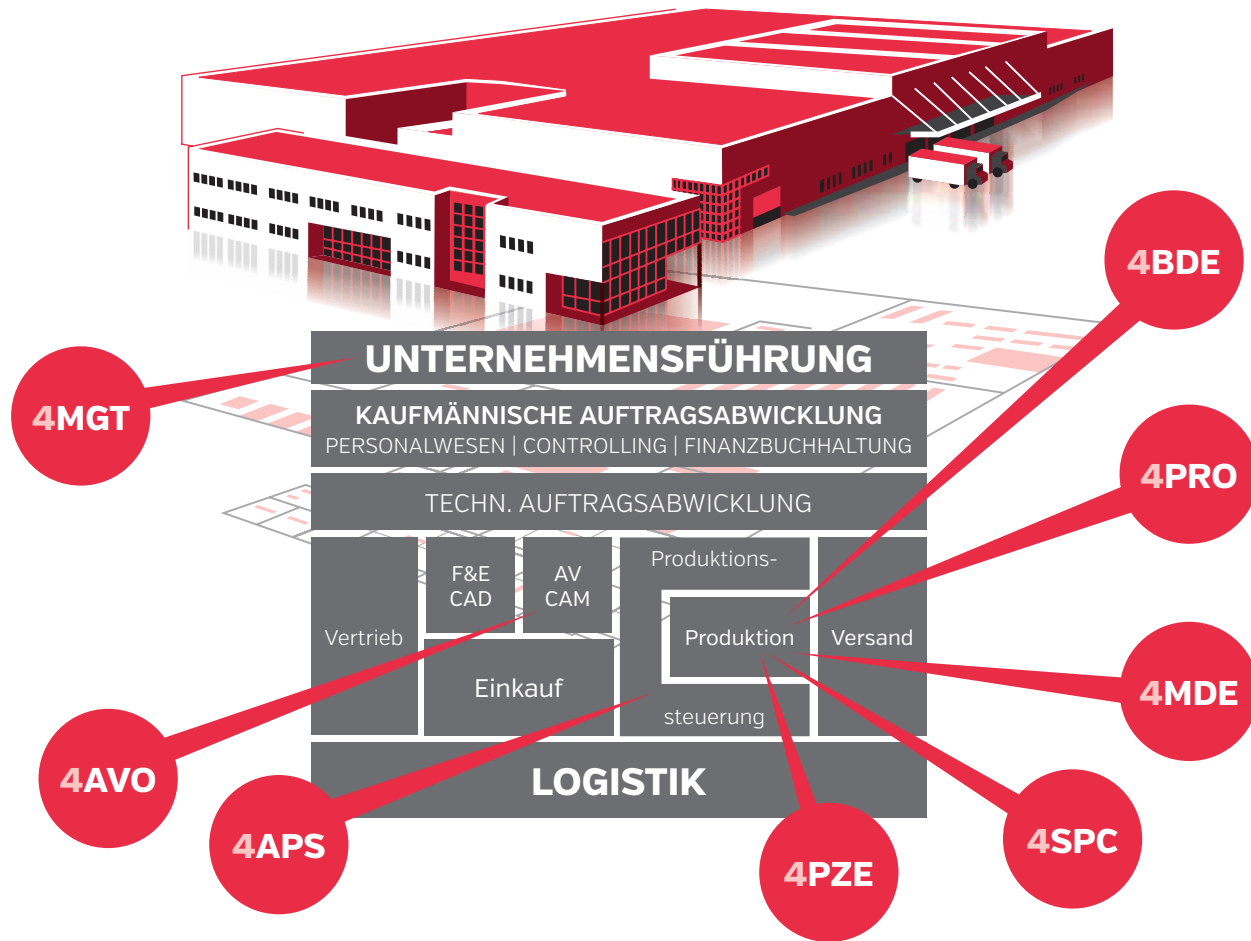 4BDE
UNTERNEHMENSFÜHRUNG
4MGT
KAUFMÄNNISCHE AUFTRAGSABWICKLUNG
PERSONALWESEN | CONTROLLING | FINANZBUCHHALTUNG
4PRO
TECHN. AUFTRAGSABWICKLUNG
Vertrieb
F&E
CAD
AV
CAM
Einkauf
Produktions-
Produktion
steuerung
Versand
4MDE
4AVO
LOGISTIK
4APS
4PZE
4SPC